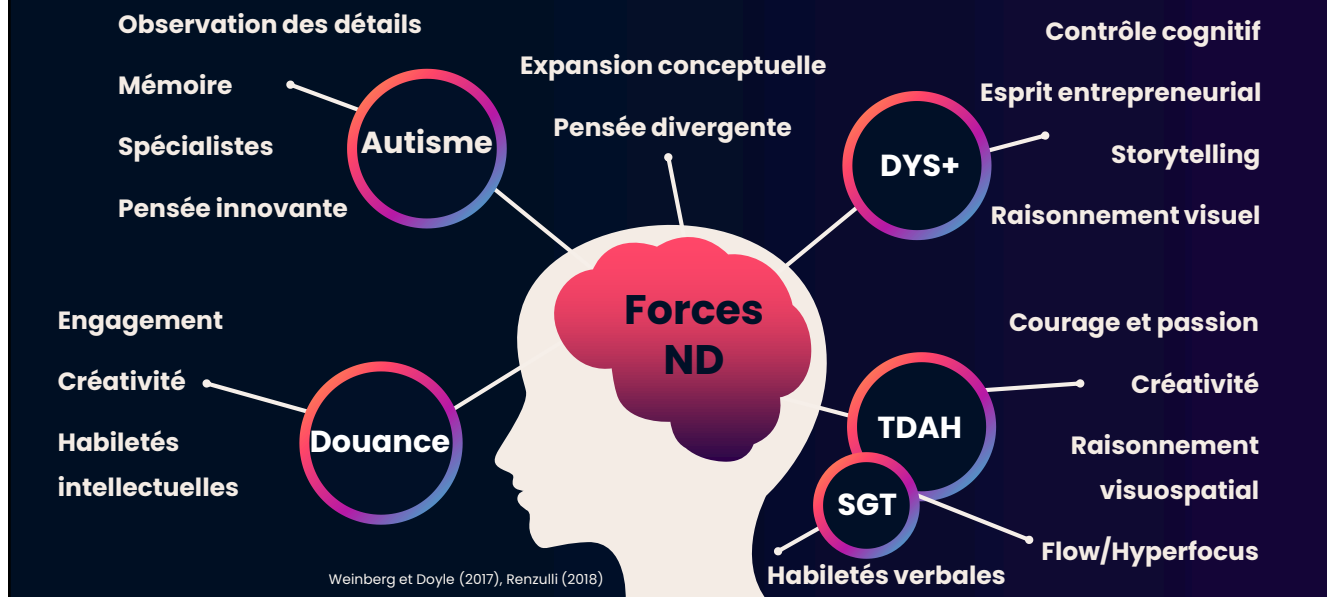 Observation des détails
Mémoire
Spécialistes
Pensée innovante
Autisme
Expansion conceptuelle
Pensée divergente
Contrôle cognitif
Esprit entrepreneurial
Storytelling
Raisonnement visuel
DYS+
Forces
ND
Engagement
Créativité
Habiletés
intellectuelles
Douance
Courage et passion
Créativité
Raisonnement
visuospatial
Flow/Hyperfocus
TDAH
SGT
Habiletés verbales
Weinberg et Doyle (2017), Renzulli (2018)